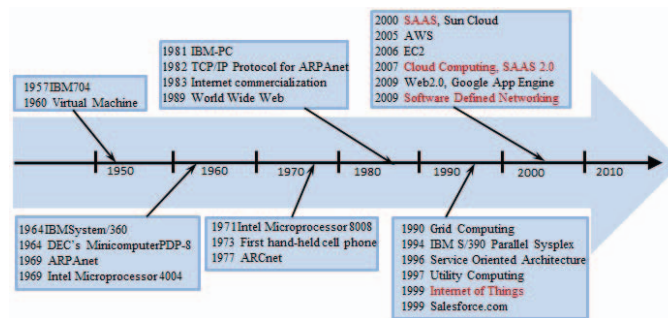 1957IBM704
1960 Virtual Machine
1981 IBM-PC
1982 TCP/IP Protocol for ARPAnet
1983 Internet commercialization
1989 World Wide Web
2000 SAAS, Sun Cloud
2005 AWS
2006 EC2
2007 Cloud Computing, SAAS 2.0
2009 Web2.0, Google App Engine
2009 Software Defined Networking
1950 1960 1970 1980 1990 2000 2010
1964IBMSystem/360
1964 DEC's MinicomputerPDP-8
1969 ARPAnet
1969 Intel Microprocessor 4004
1971Intel Microprocessor 8008
1973 First hand-held cell phone
1977 ARCnet
1990 Grid Computing
1994 IBM S/390 Parallel Sysplex
1996 Service Oriented Architecture
1997 Utility Computing
1999 Internet of Things
1999 Salesforce.com